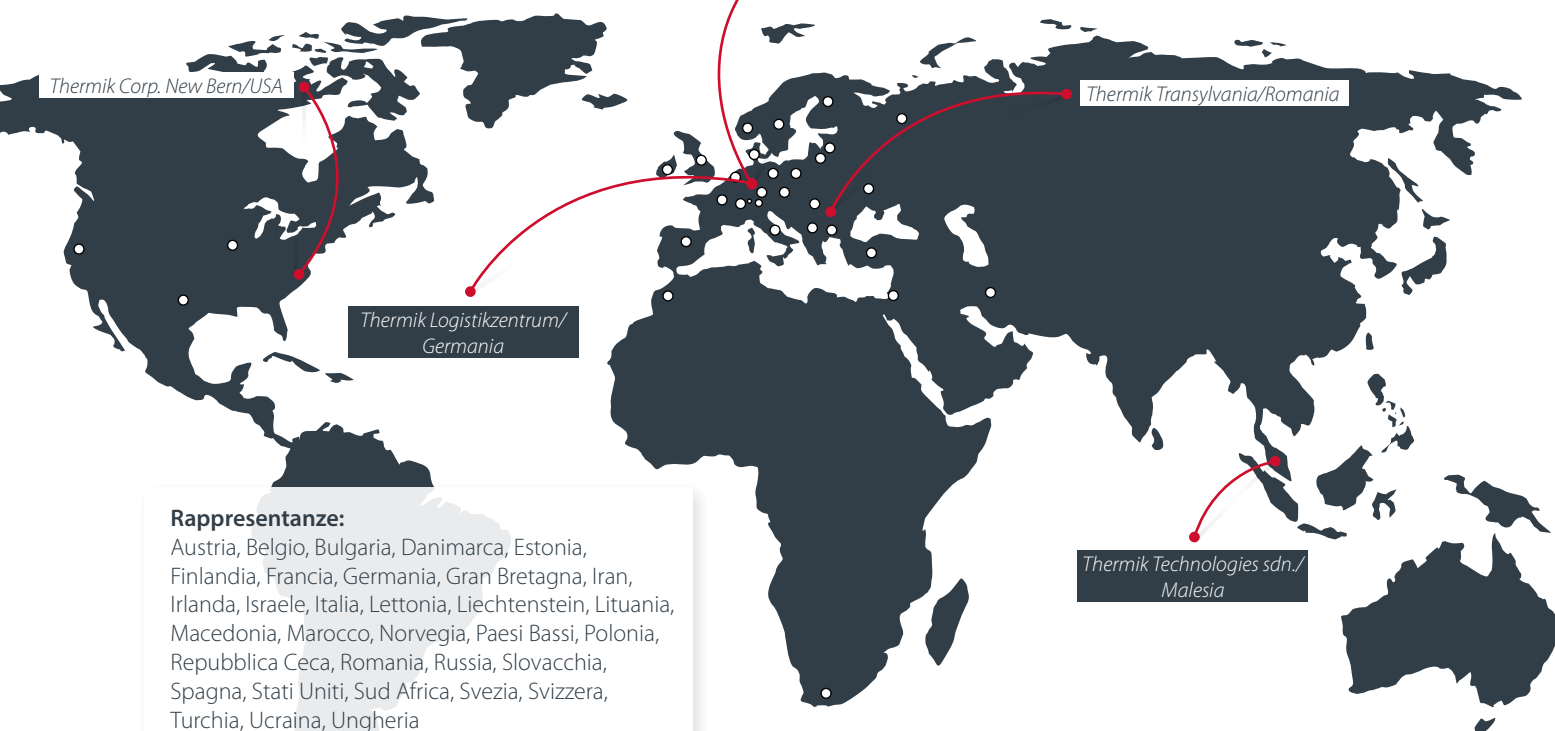 Thermik Corp. New Bern/USA
Thermik Transylvania/Romania
Thermik Logistikzentrum/
Germania
Thermik Technologies sdn./
Malesia
Rappresentanze:
Austria, Belgio, Bulgaria, Danimarca, Estonia,
Finlandia, Francia, Germania, Gran Bretagna, Iran,
Irlanda, Israele, Italia, Lettonia, Liechtenstein, Lituania,
Macedonia, Marocco, Norvegia, Paesi Bassi, Polonia,
Repubblica Ceca, Romania, Russia, Slovacchia,
Spagna, Stati Uniti, Sud Africa, Svezia, Svizzera,
Turchia, Ucraina, Ungheria